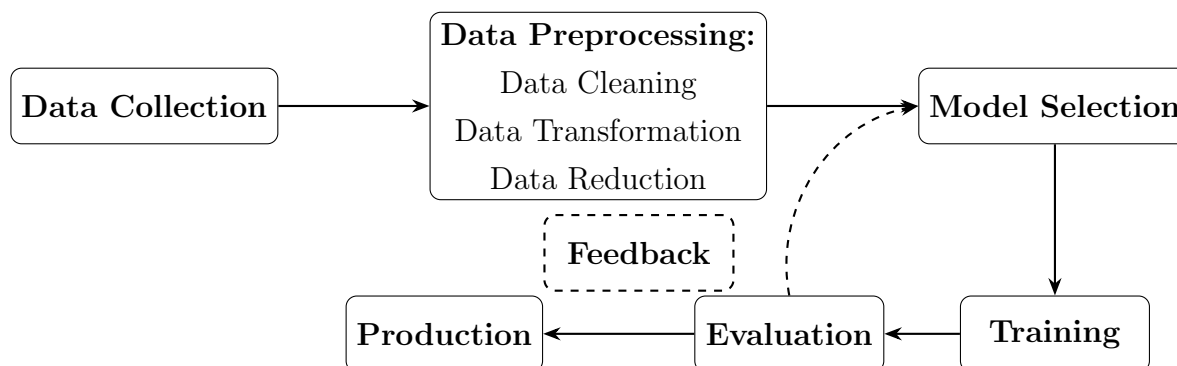 Data Collection
Data Preprocessing:
Data Cleaning
Data Transformation
Data Reduction
Model Selection
Feedback
Production
Evaluation
Training